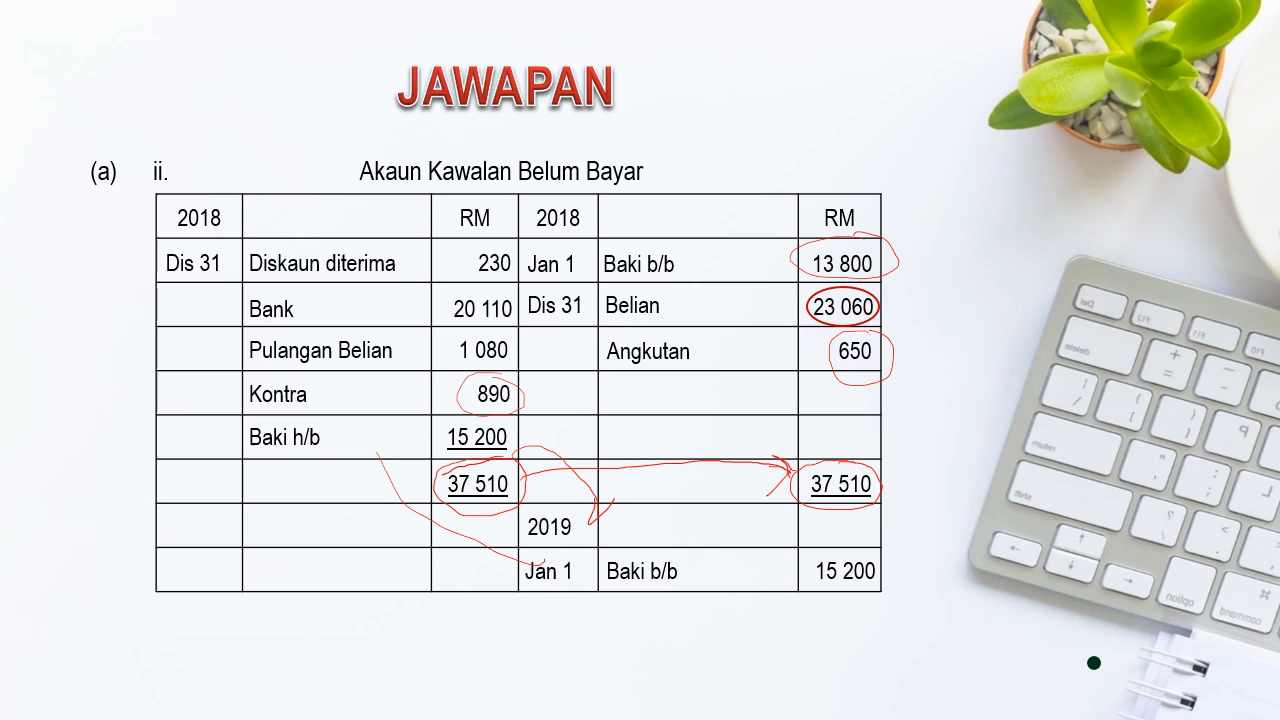 JAWAPAN
(a) ii. Akaun Kawalan Belum Bayar
2018 RM 2018 RM
Dis 31 Diskaun diterima 230 Jan 1 Baki b/b 13 800
Bank 20 110 Dis 31 Belian 23 060
Pulangan Belian 1 080 Angkutan 650
Kontra 890
Baki h/b 15 200
37 510 37 510
2019
Jan 1 Baki b/b 15 200